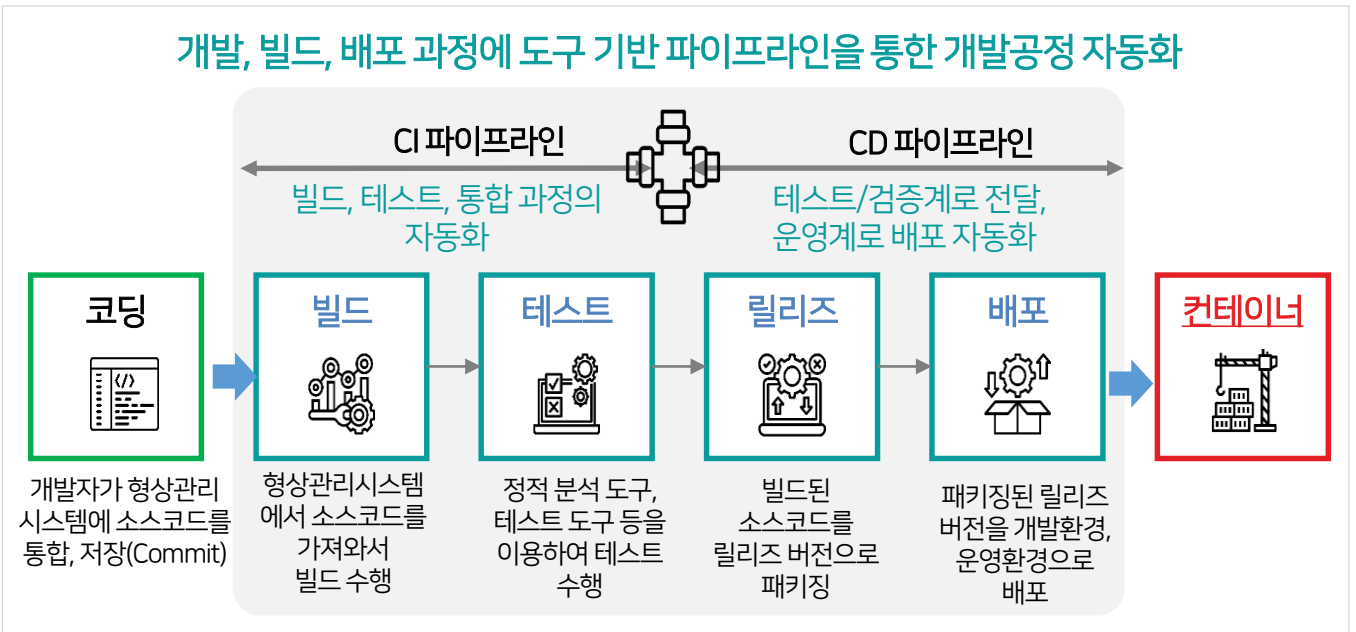 개발, 빌드, 배포 과정에 도구 기반 파이프라인을 통한 개발공정 자동화
CI 파이프라인
빌드, 테스트, 통합 과정의
자동화
CD 파이프라인
테스트/검증계로 전달,
운영계로 배포 자동화
코딩
개발자가 형상관리
시스템에 소스코드를
통합, 저장(Commit)
빌드
형상관리시스템
에서 소스코드를
가져와서
빌드 수행
테스트
정적 분석 도구,
테스트 도구 등을
이용하여 테스트
수행
릴리즈
빌드된
소스코드를
릴리즈 버전으로
패키징
배포
패키징된 릴리즈
버전을 개발환경,
운영환경으로
배포
컨테이너